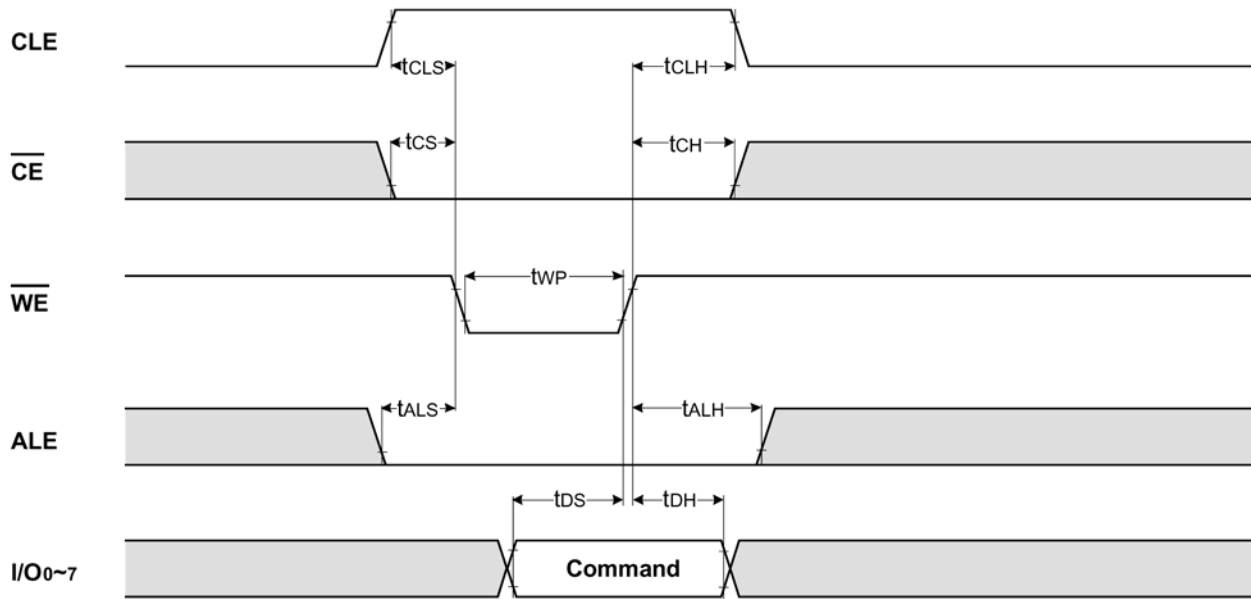 CLE
tCLS
tCLH
CE
tCS
tCH
WE
tWP
ALE
tALS
tALH
tDS
tDH
I/O0~7
Command